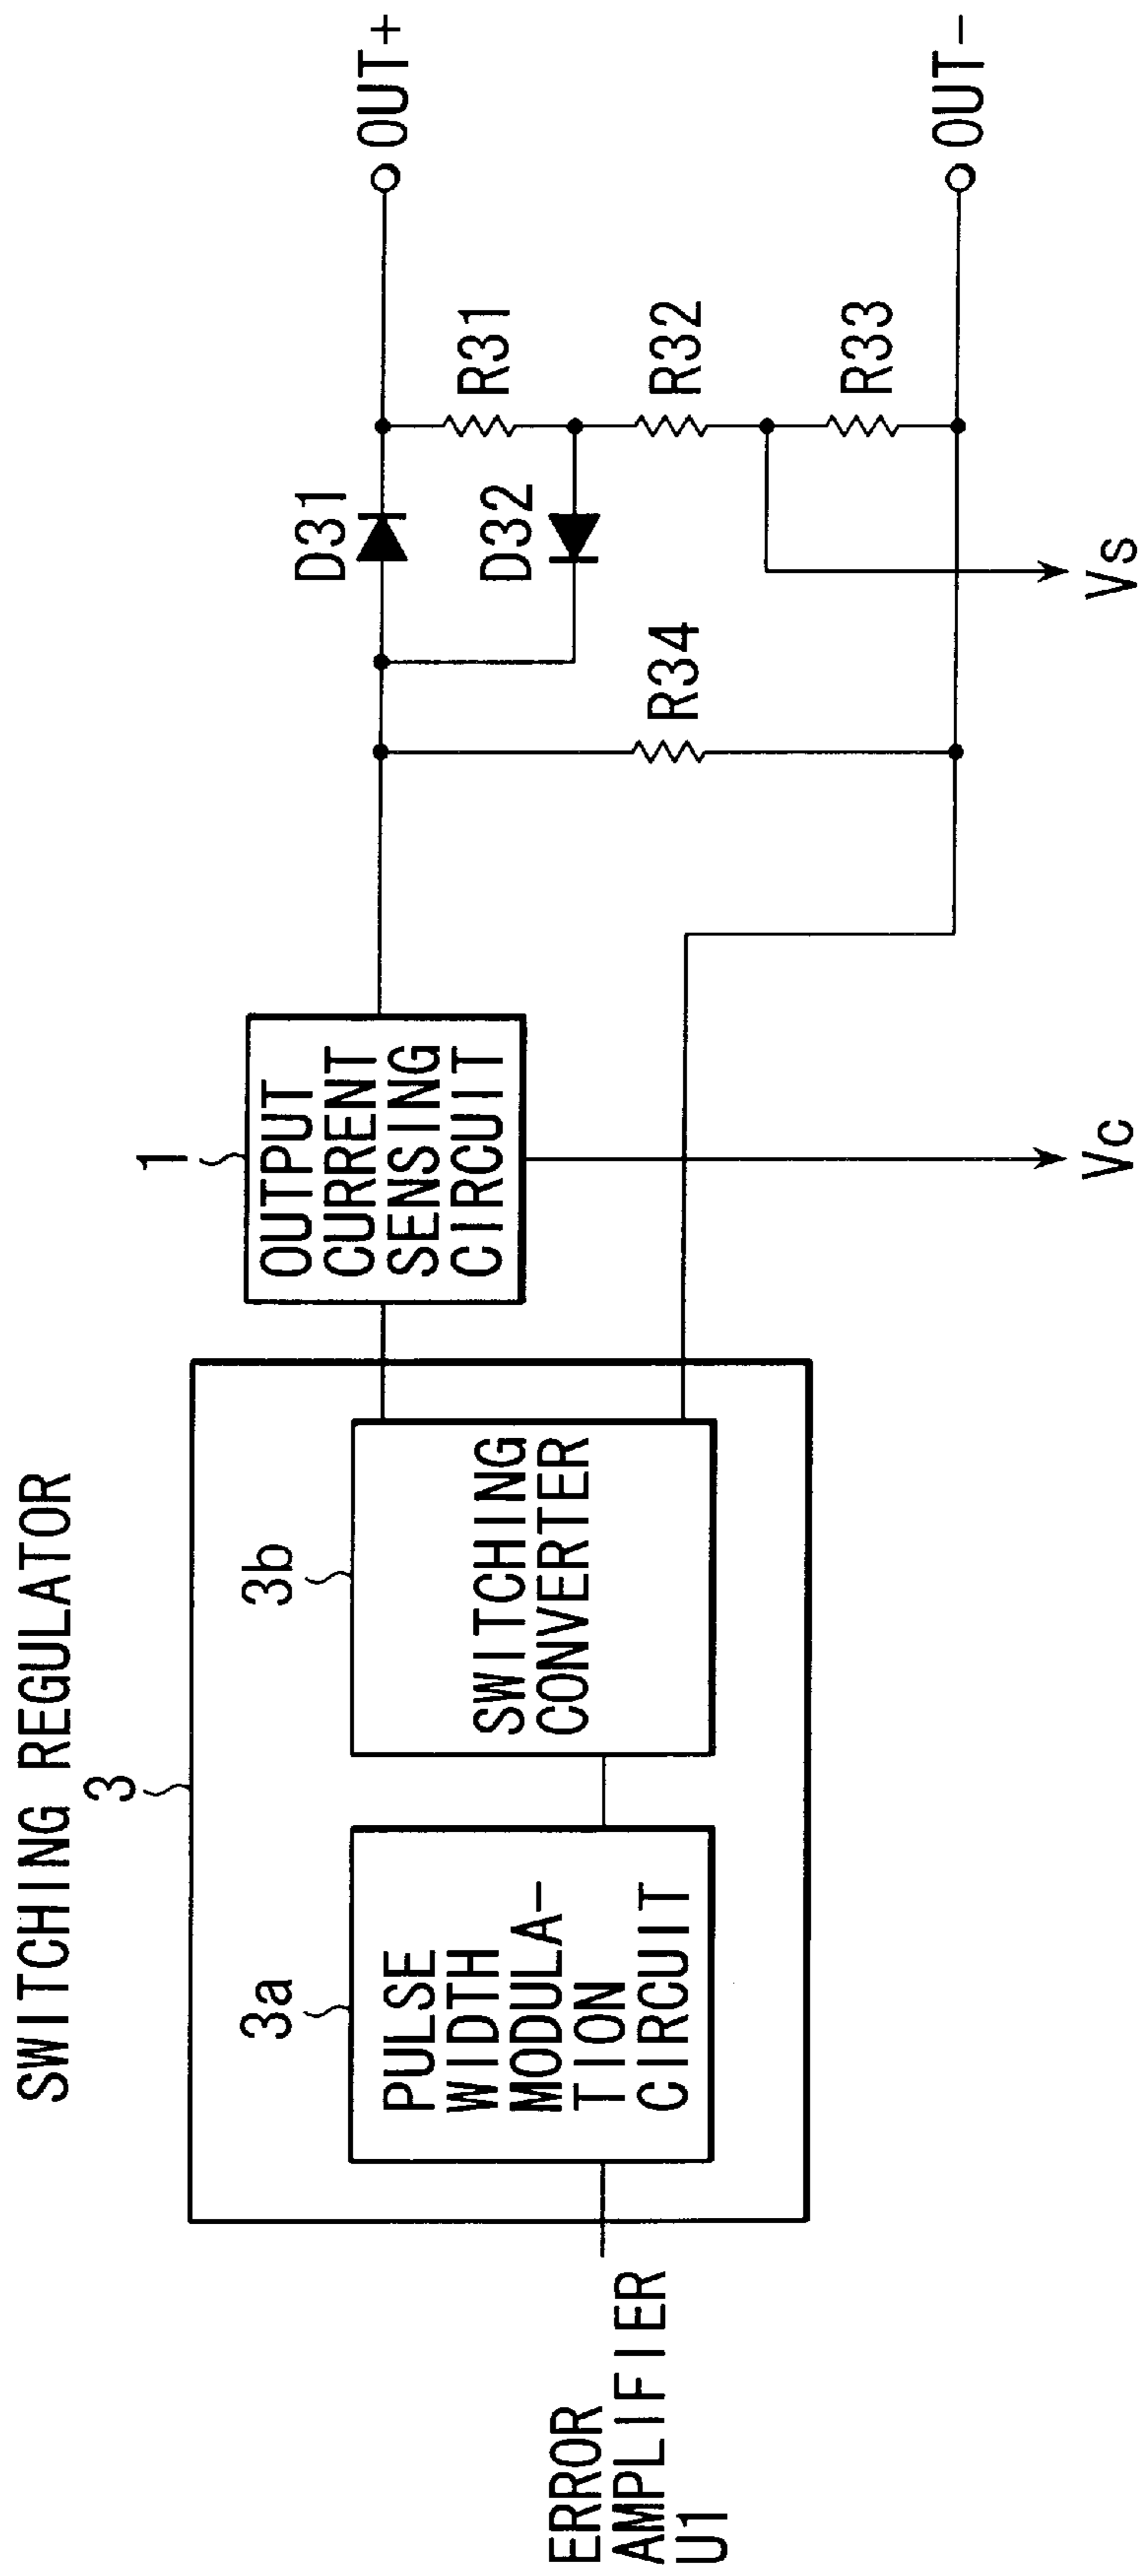 SWITCHING REGULATOR
3
3a
PULSE
WIDTH
MODULA-
TION
CIRCUIT
3b
SWITCHING
CONVERTER
ERROR
AMPLIFIER
U1
1
OUTPUT
CURRENT
SENSING
CIRCUIT
Vc
D31
D32
R34
R31
R32
R33
Vs
OUT+
OUT-